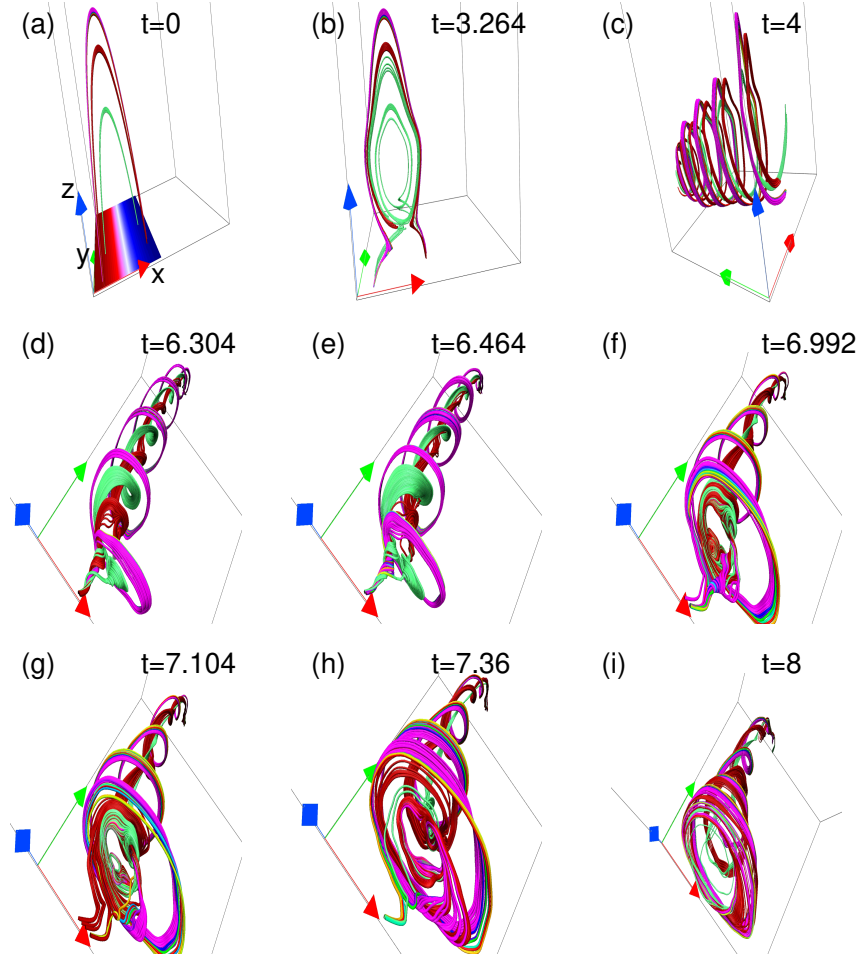 (a) t=0
(b) t=3.264
(c) t=4
z
y
x
(d) t=6.304
(e) t=6.464
(f) t=6.992
(g) t=7.104
(h) t=7.36
(i) t=8